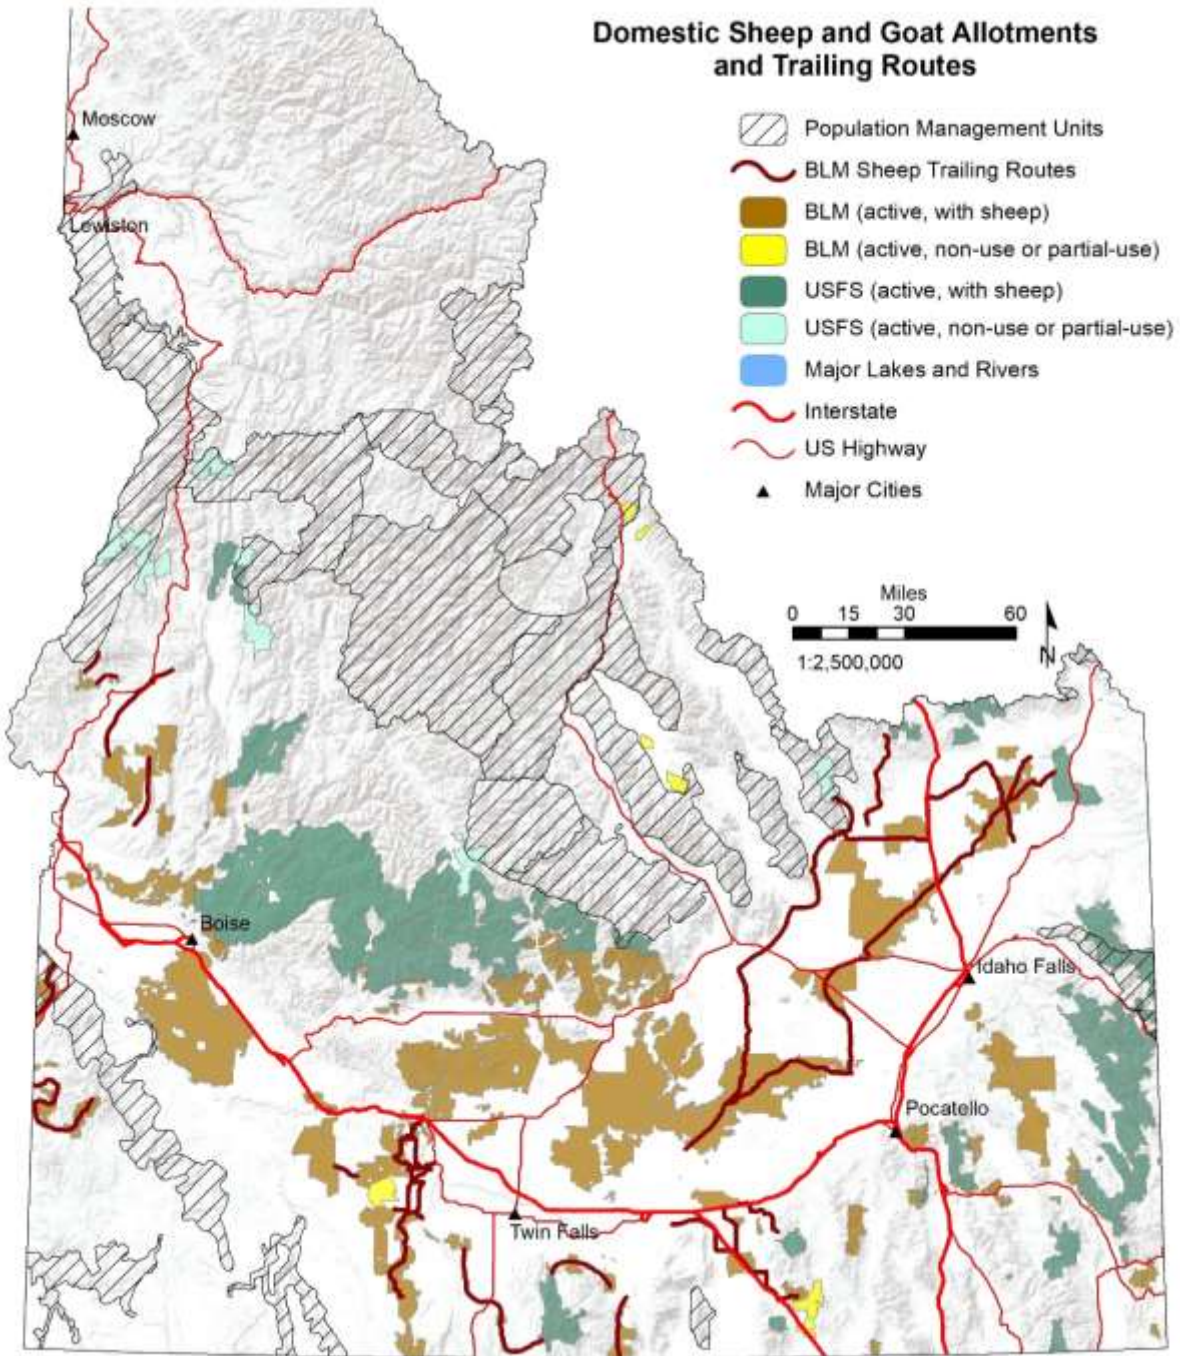 Domestic Sheep and Goat Allotments
and Trailing Routes
Population Management Units
BLM Sheep Trailing Routes
BLM (active, with sheep)
BLM (active, non-use or partial-use)
USFS (active, with sheep)
USFS (active, non-use or partial-use)
Major Lakes and Rivers
Interstate
US Highway
Major Cities
Moscow
Lewiston
Miles
0 15 30 60
1:2,500,000
N
Boise
Idaho Falls
Pocatello
Twin Falls